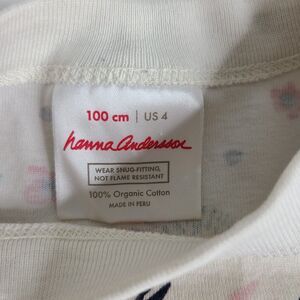 100 cm | US 4
hanna andersson
WEAR SNUG-FITTING,
NOT FLAME RESISTANT
100% Organic Cotton
MADE IN PERU